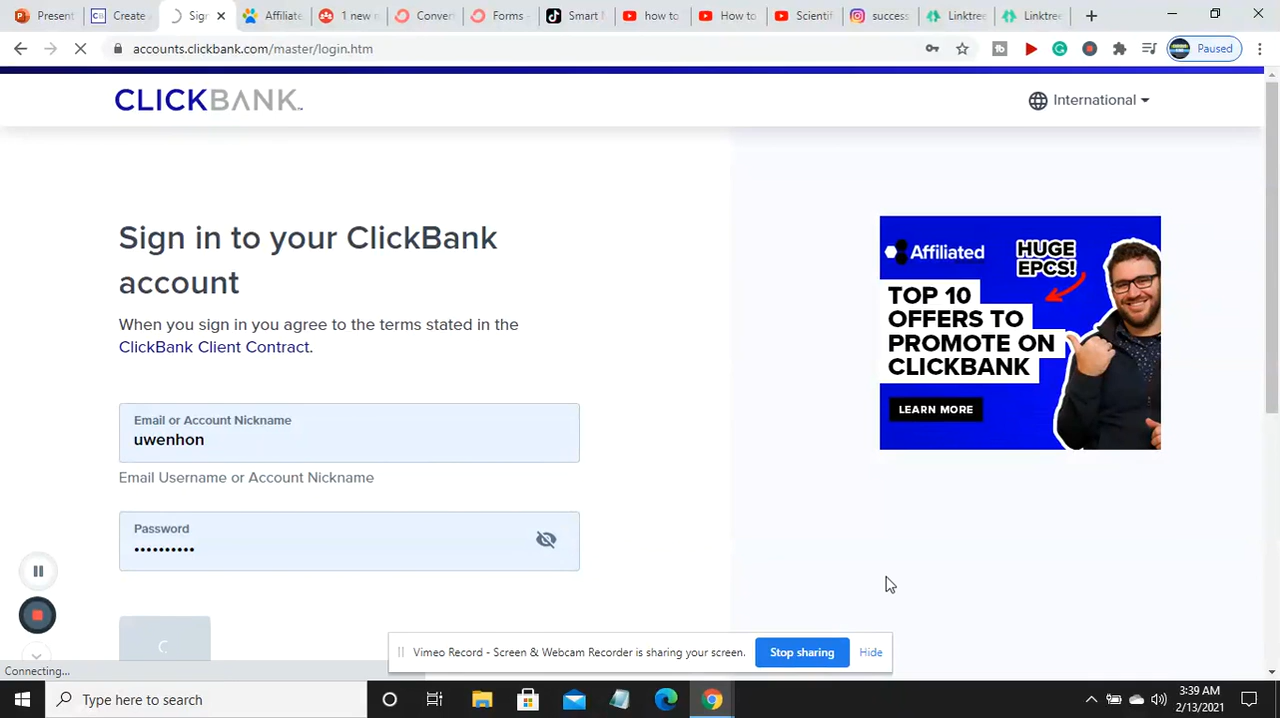 Present
Create
Sign
Affiliate
1 new
Conver
Forms -
Smart
how to
How to
Scientif
success
Linktree
Linktree
accounts.clickbank.com/master/login.htm
Paused
CLICKBANK
International
Sign in to your ClickBank
account
When you sign in you agree to the terms stated in the
ClickBank Client Contract.
Email or Account Nickname
uwenhon
Email Username or Account Nickname
Password
••••••••••
Affiliated
HUGE
EPCS!
TOP 10
OFFERS TO
PROMOTE ON
CLICKBANK
LEARN MORE
Vimeo Record - Screen & Webcam Recorder is sharing your screen.
Stop sharing
Hide
Connecting...
Type here to search
3:39 AM
2/13/2021